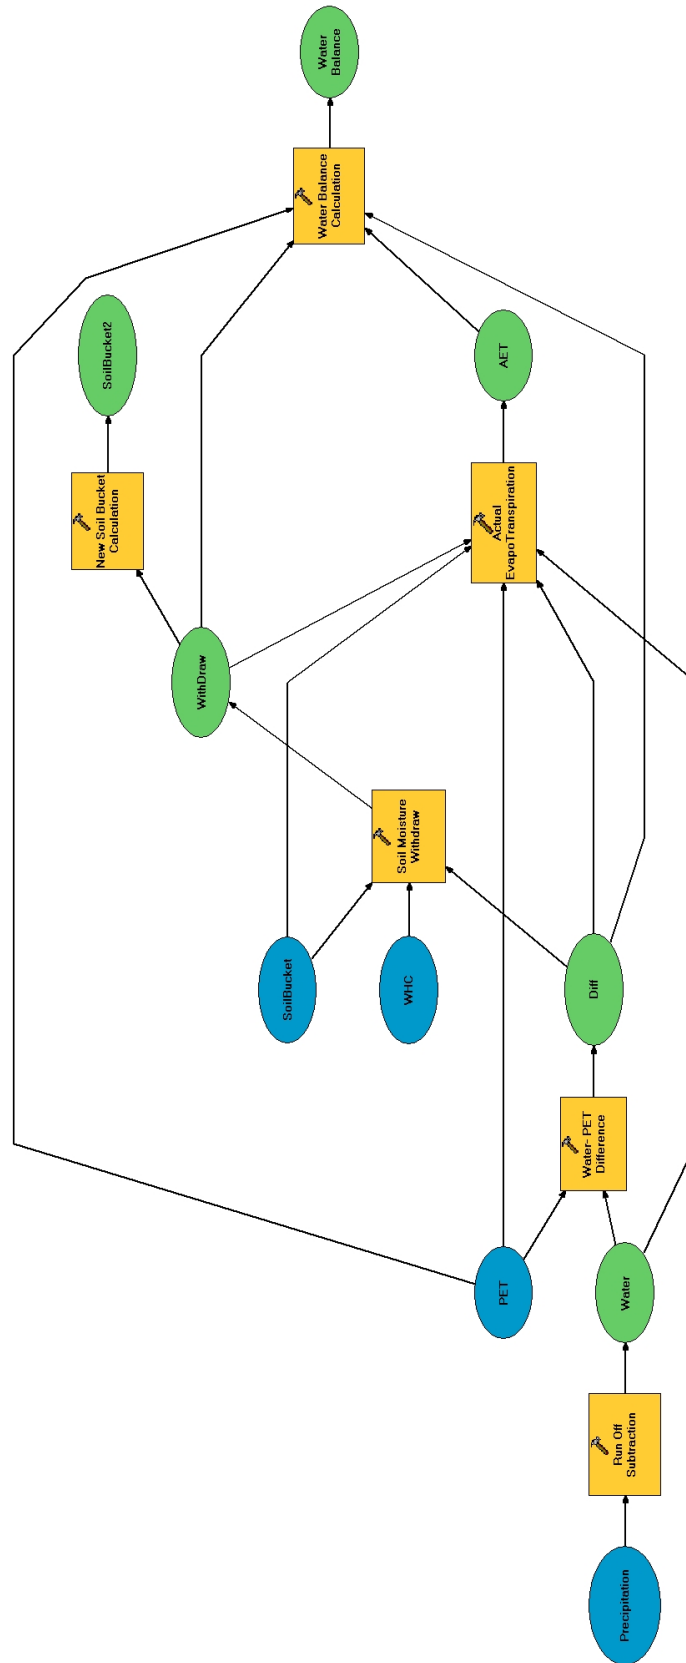 Water
Balance
Water Balance
Calculation
SoilBucket2
New Soil Bucket
Calculation
AET
Actual
EvapoTranspiration
WithDraw
Soil Moisture
Withdraw
SoilBucket
WHC
Diff
Water- PET
Difference
PET
Water
Run Off
Subtraction
Precipitation